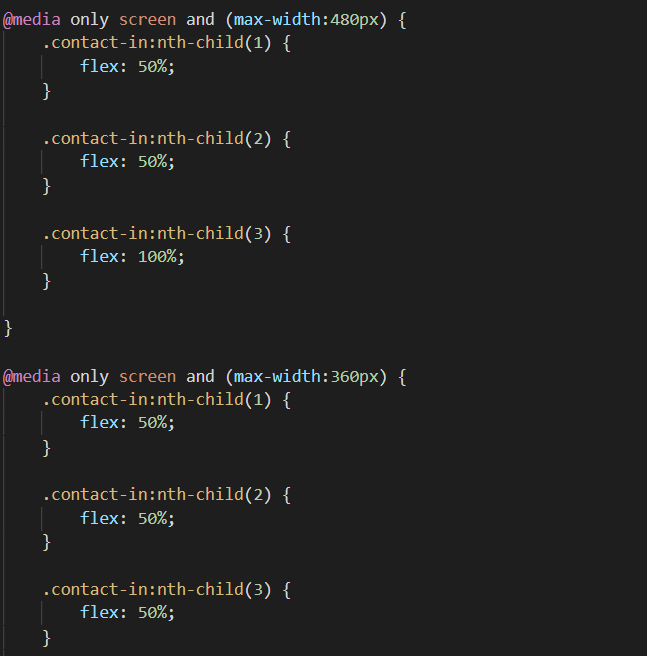 @media only screen and (max-width:480px) {
.contact-in:nth-child(1) {
flex: 50%;
}
.contact-in:nth-child(2) {
flex: 50%;
}
.contact-in:nth-child(3) {
flex: 100%;
}
}
@media only screen and (max-width:360px) {
.contact-in:nth-child(1) {
flex: 50%;
}
.contact-in:nth-child(2) {
flex: 50%;
}
.contact-in:nth-child(3) {
flex: 50%;
}